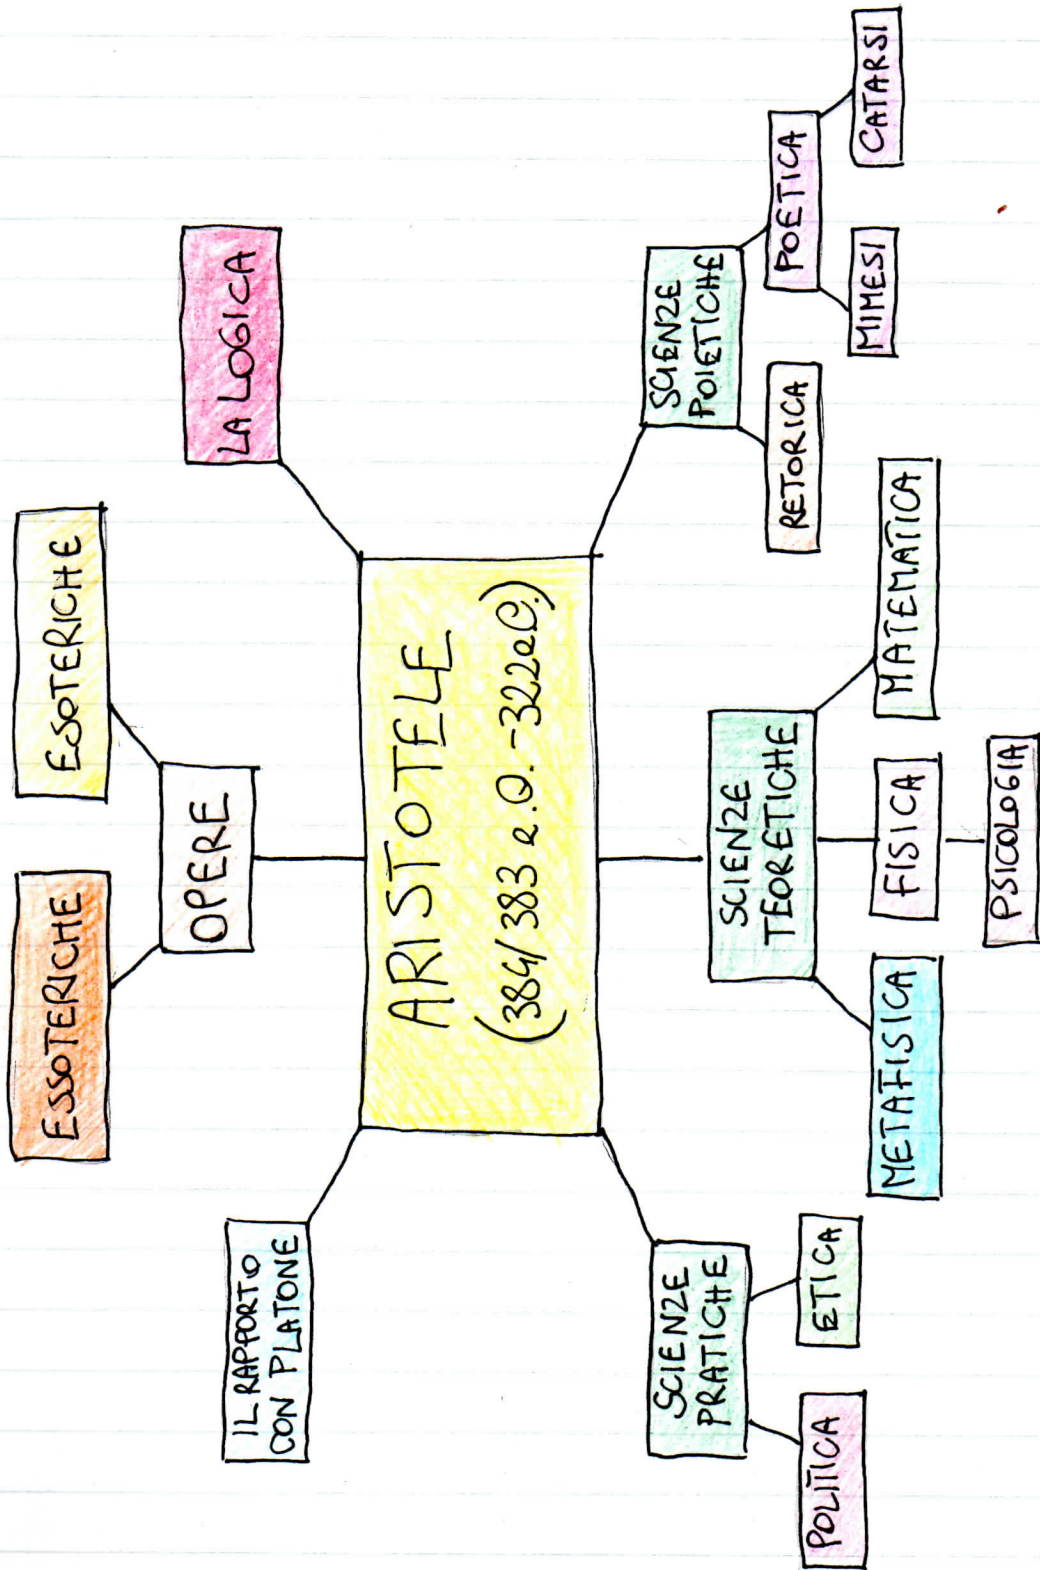 ESSOTERICHE
ESOTERICHE
OPERE
IL RAPPORTO
CON PLATONE
LA LOGICA
ARISTOTELE
(384/383 a.C.-322a.C.)
SCIENZE
PRATICHE
POLITICA
ETICA
SCIENZE
TEORETICHE
METAFISICA
FISICA
MATEMATICA
PSICOLOGIA
SCIENZE
POIETICHE
RETORICA
POETICA
MIMESI
CATARSI